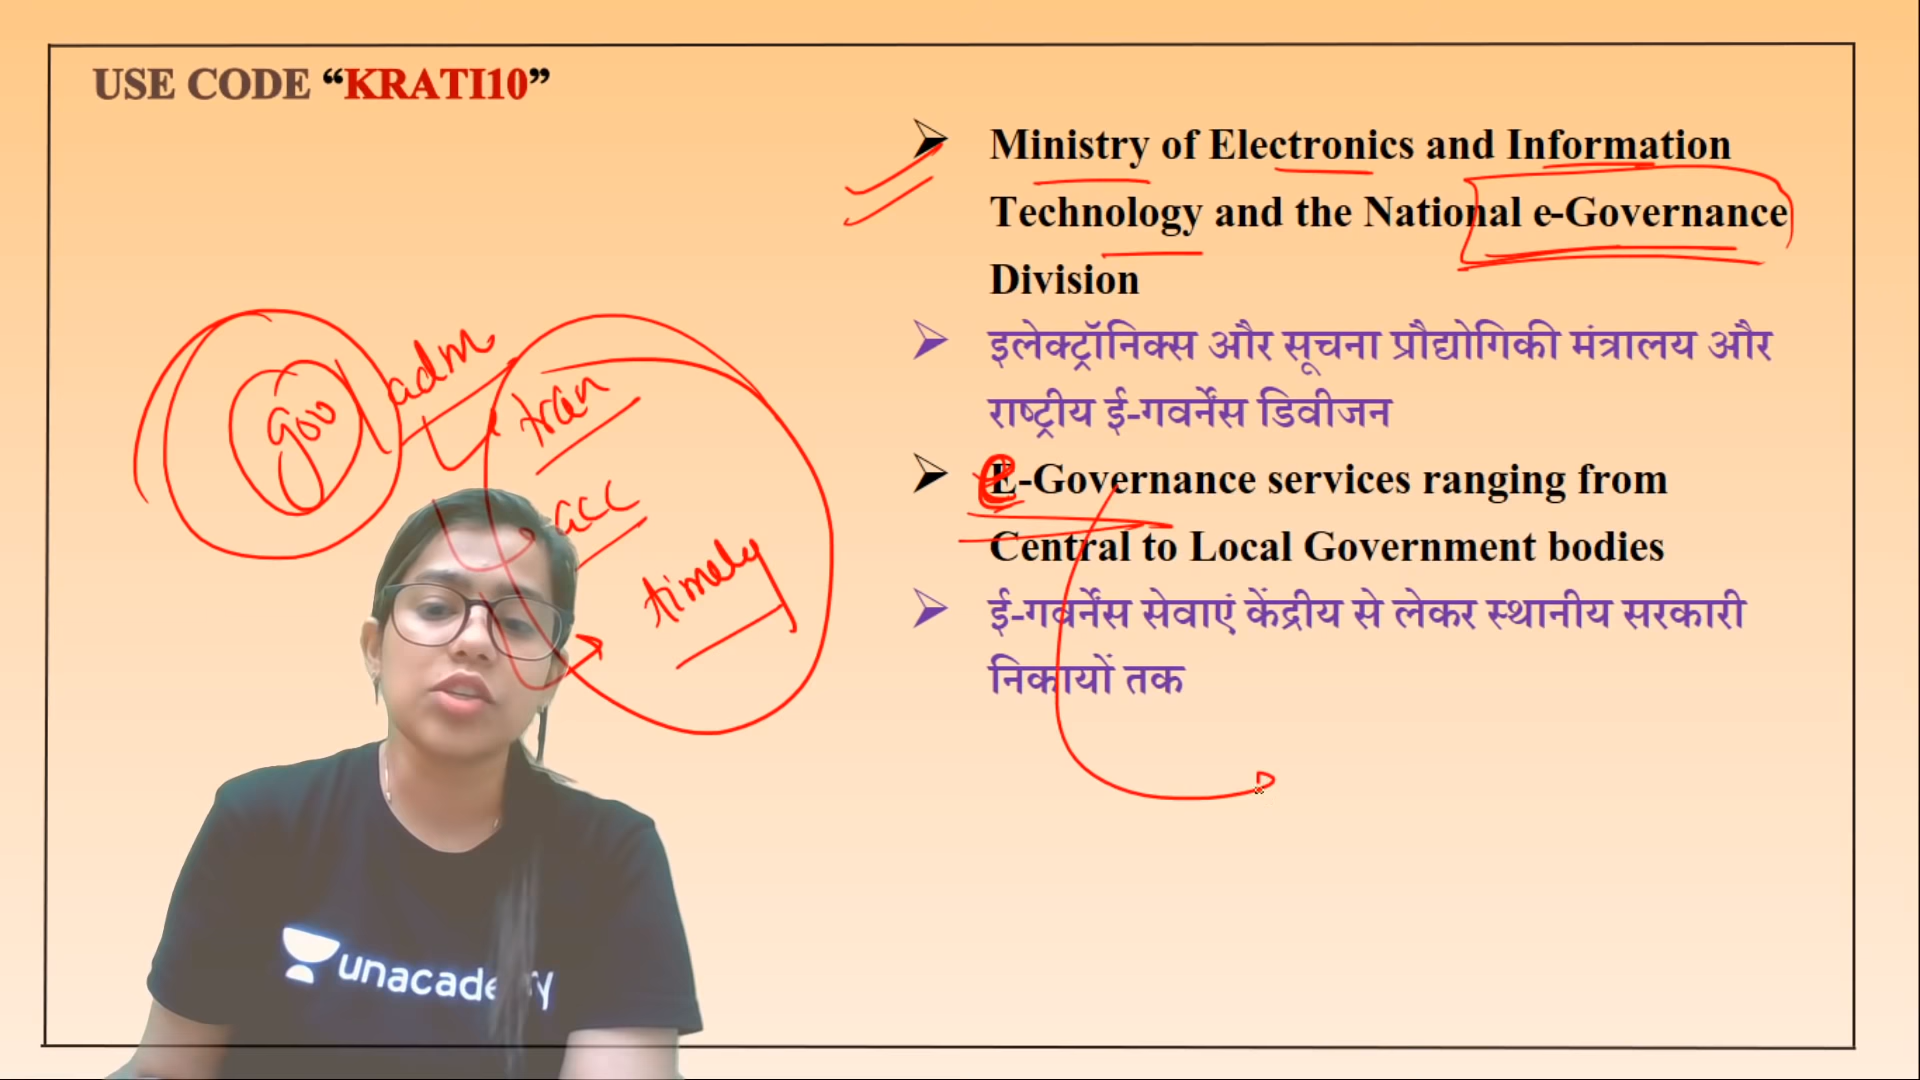 USE CODE “KRATI10”
➢ Ministry of Electronics and Information
Technology and the National e-Governance
Division
➢ इलेक्ट्रॉनिक्स और सूचना प्रौद्योगिकी मंत्रालय और
राष्ट्रीय ई-गवर्नेंस डिवीजन
➢ E-Governance services ranging from
Central to Local Government bodies
➢ ई-गवर्नेंस सेवाएं केंद्रीय से लेकर स्थानीय सरकारी
निकायों तक
adm
tran
acc
timely
e
unacademy